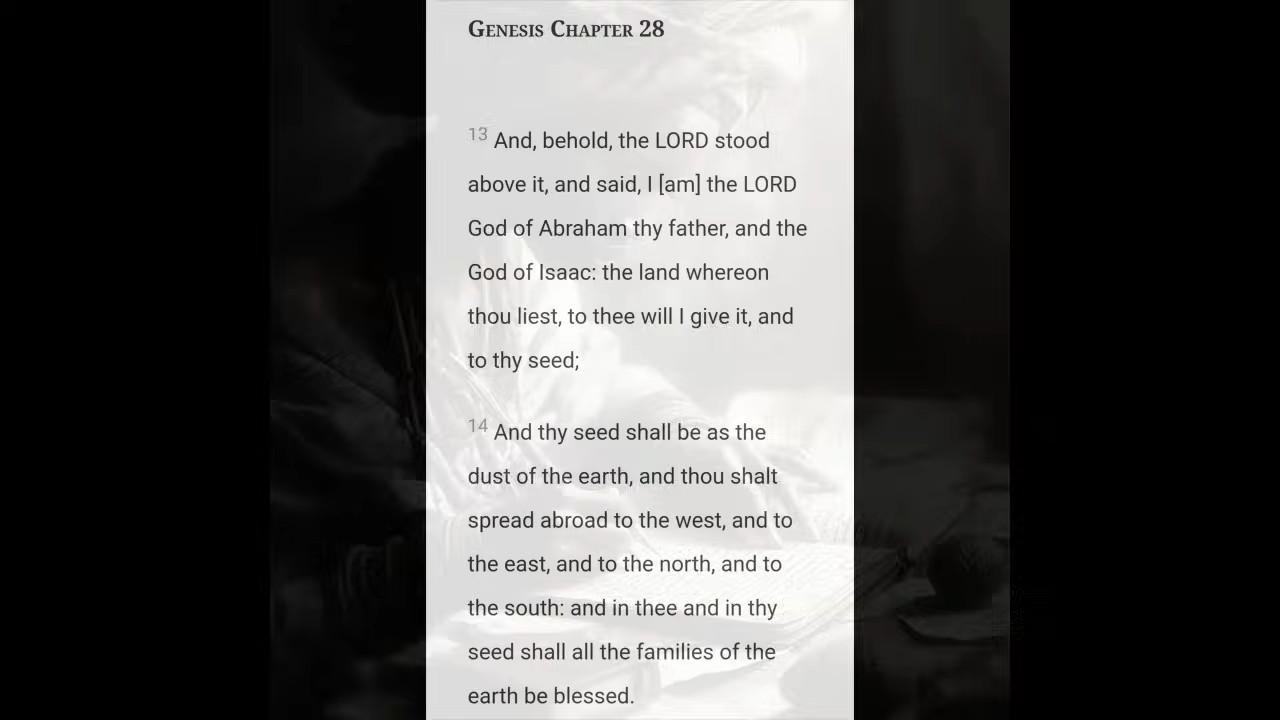 Genesis Chapter 28
13 And, behold, the LORD stood
above it, and said, I [am] the LORD
God of Abraham thy father, and the
God of Isaac: the land whereon
thou liest, to thee will I give it, and
to thy seed;
14 And thy seed shall be as the
dust of the earth, and thou shalt
spread abroad to the west, and to
the east, and to the north, and to
the south: and in thee and in thy
seed shall all the families of the
earth be blessed.